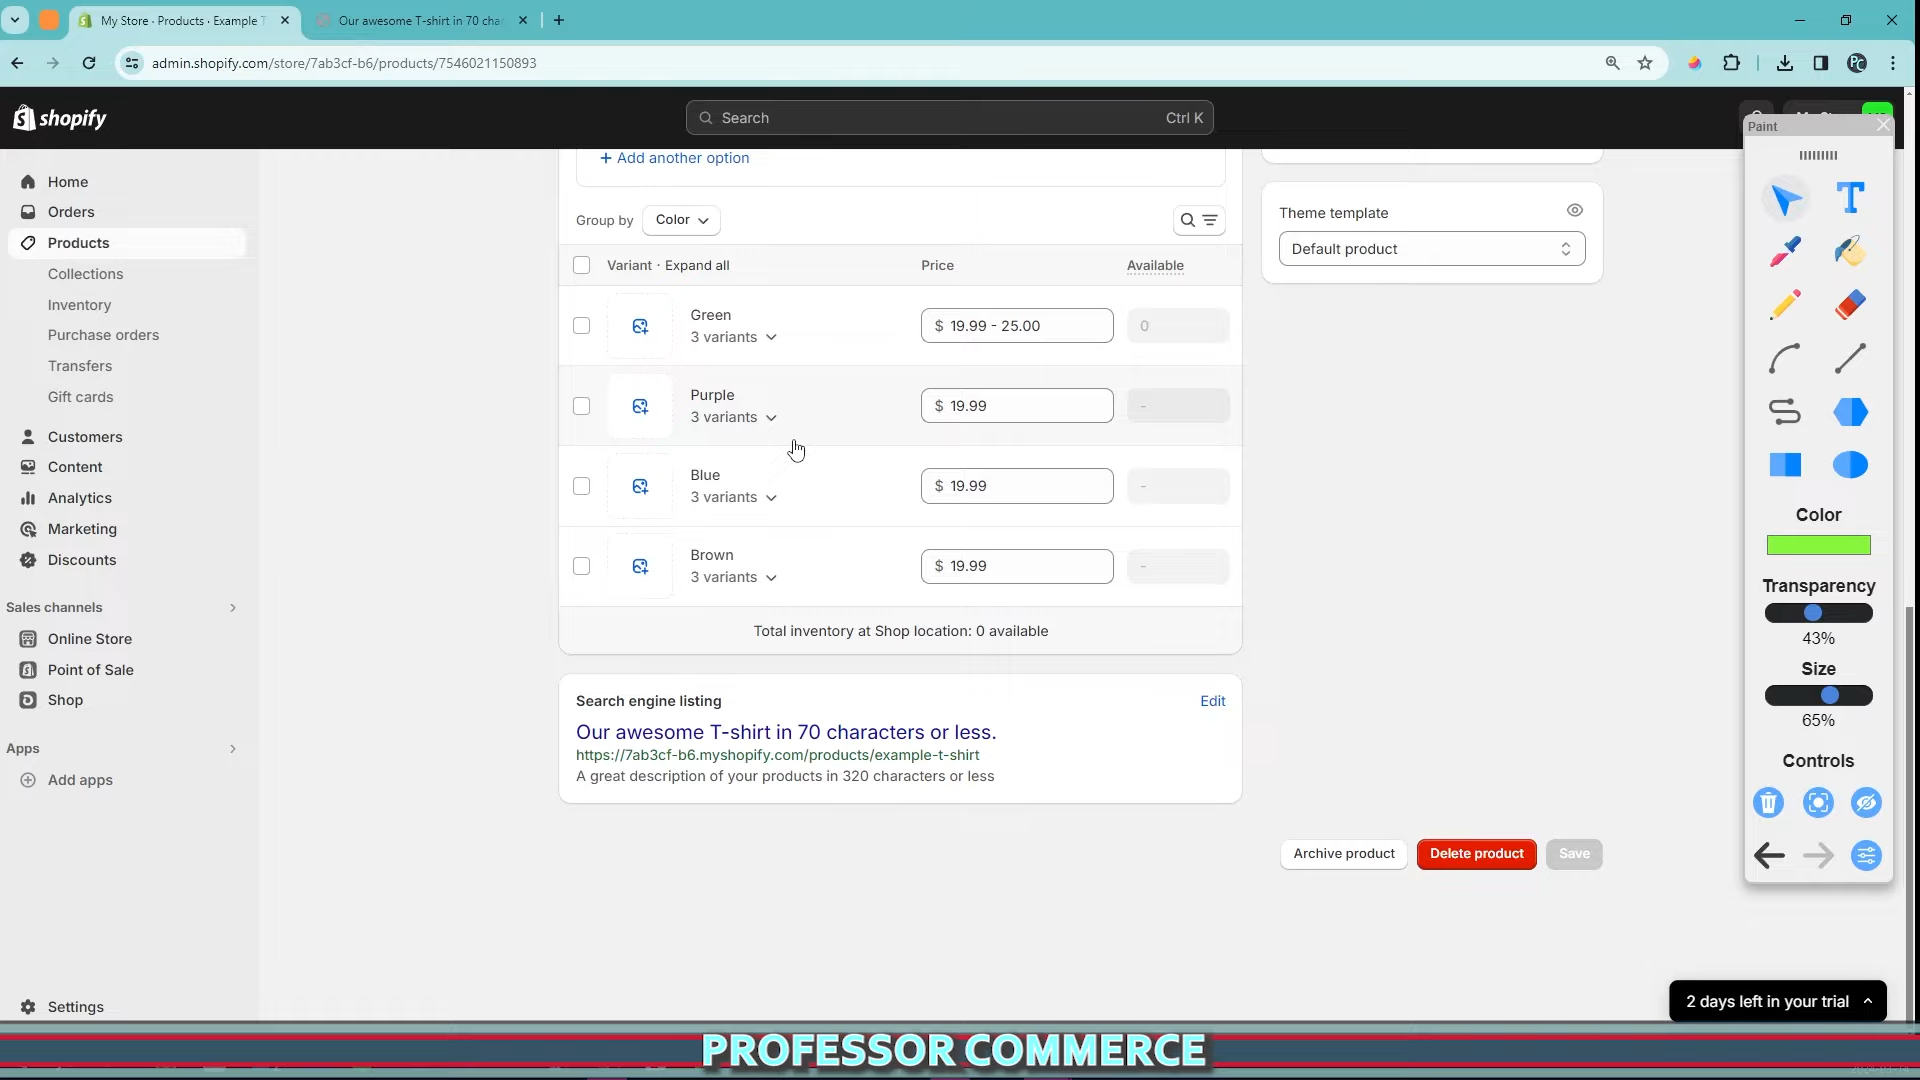 My Store · Products · Example T
Our awesome T-shirt in 70 cha
admin.shopify.com/store/7ab3cf-b6/products/7546021150893
PC
shopify
Search
Ctrl K
Paint
Home
Orders
Products
Collections
Inventory
Purchase orders
Transfers
Gift cards
Customers
Content
Analytics
Marketing
Discounts
Sales channels
Online Store
Point of Sale
Shop
Apps
Add apps
Settings
+ Add another option
Group by Color
Variant · Expand all Price Available
Green
3 variants
$ 19.99 - 25.00
0
Purple
3 variants
$ 19.99
-
Blue
3 variants
$ 19.99
-
Brown
3 variants
$ 19.99
-
Total inventory at Shop location: 0 available
Search engine listing
Edit
Our awesome T-shirt in 70 characters or less.
https://7ab3cf-b6.myshopify.com/products/example-t-shirt
A great description of your products in 320 characters or less
Theme template
Default product
Archive product
Delete product
Save
T
Color
Transparency
43%
Size
65%
Controls
2 days left in your trial
PROFESSOR COMMERCE